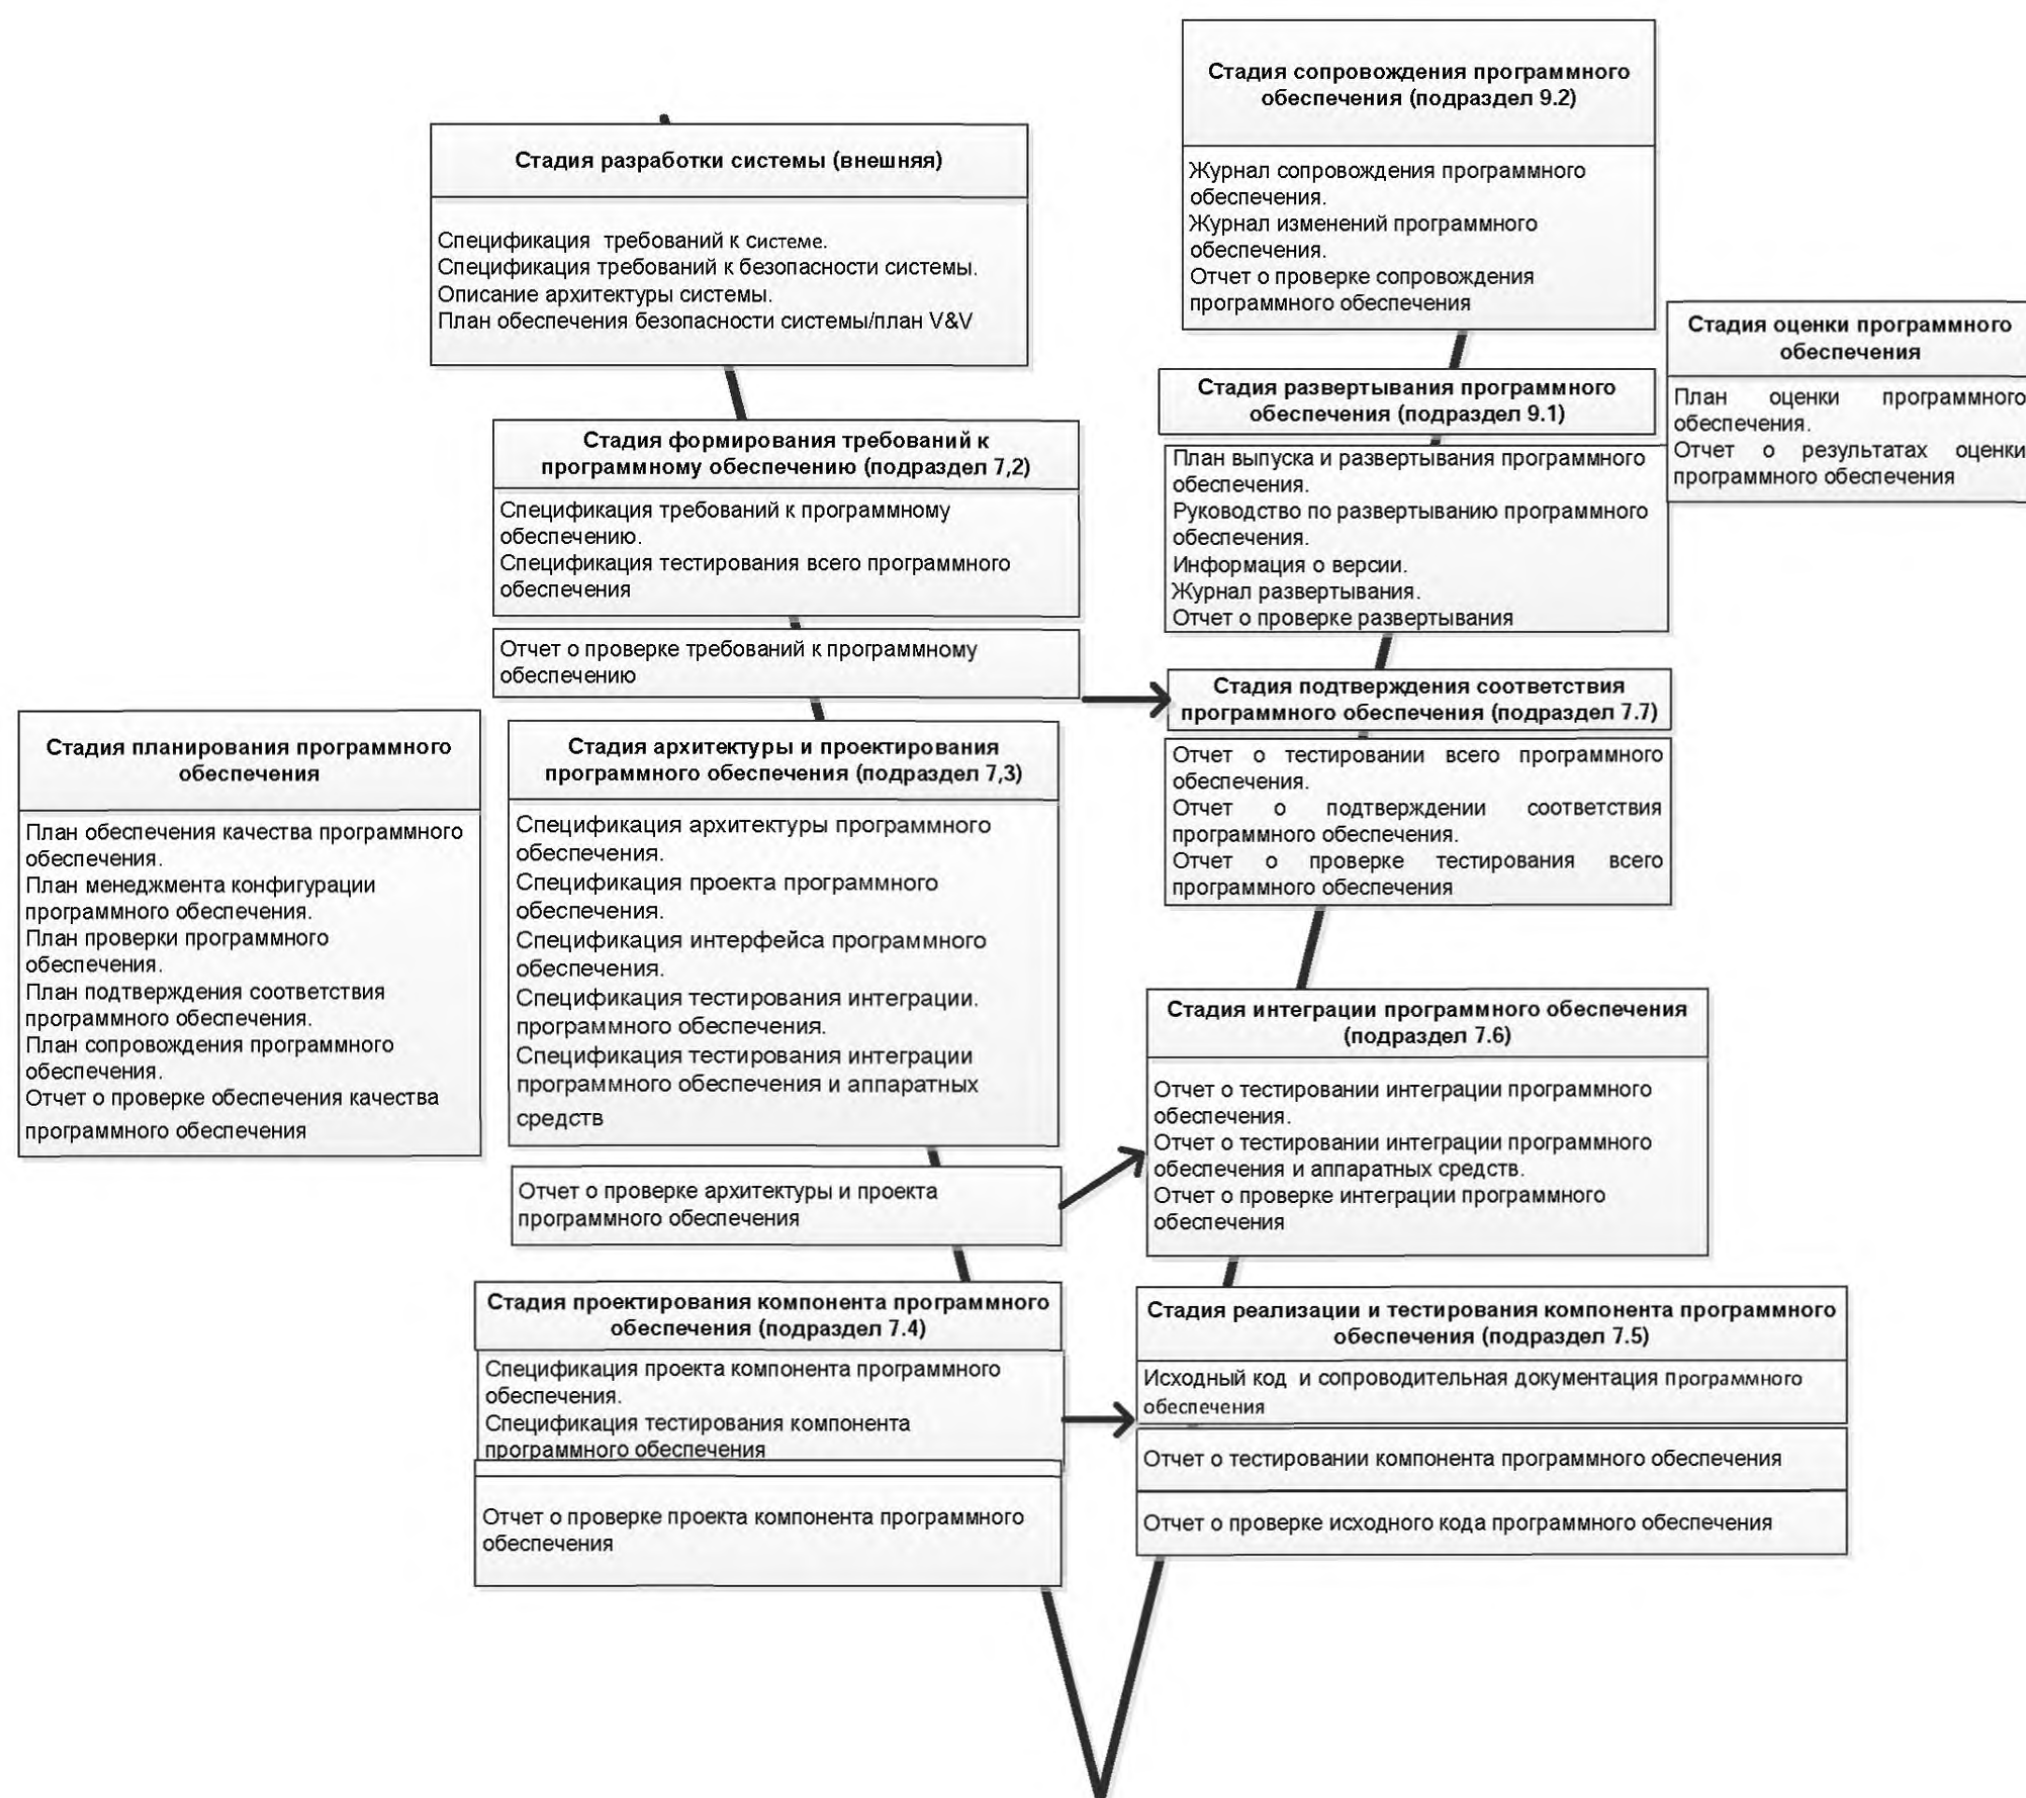 Стадия сопровождения программного
обеспечения (подраздел 9.2)
Журнал сопровождения программного
обеспечения.
Журнал изменений программного
обеспечения.
Отчет о проверке сопровождения
программного обеспечения
Стадия разработки системы (внешняя)
Спецификация требований к системе.
Спецификация требований к безопасности системы.
Описание архитектуры системы.
План обеспечения безопасности системы/план V&V
Стадия оценки программного
обеспечения
План оценки программного
обеспечения.
Отчет о результатах оценки
программного обеспечения
Стадия развертывания программного
обеспечения (подраздел 9.1)
План выпуска и развертывания программного
обеспечения.
Руководство по развертыванию программного
обеспечения.
Информация о версии.
Журнал развертывания.
Отчет о проверке развертывания
Стадия формирования требований к
программному обеспечению (подраздел 7,2)
Спецификация требований к программному
обеспечению.
Спецификация тестирования всего программного
обеспечения
Отчет о проверке требований к программному
обеспечению
Стадия подтверждения соответствия
программного обеспечения (подраздел 7.7)
Отчет о тестировании всего программного
обеспечения.
Отчет о подтверждении соответствия
программного обеспечения.
Отчет о проверке тестирования всего
программного обеспечения
Стадия планирования программного
обеспечения
План обеспечения качества программного
обеспечения.
План менеджмента конфигурации
программного обеспечения.
План проверки программного
обеспечения.
План подтверждения соответствия
программного обеспечения.
План сопровождения программного
обеспечения.
Отчет о проверке обеспечения качества
программного обеспечения
Стадия архитектуры и проектирования
программного обеспечения (подраздел 7,3)
Спецификация архитектуры программного
обеспечения.
Спецификация проекта программного
обеспечения.
Спецификация интерфейса программного
обеспечения.
Спецификация тестирования интеграции.
программного обеспечения.
Спецификация тестирования интеграции
программного обеспечения и аппаратных
средств
Отчет о проверке архитектуры и проекта
программного обеспечения
Стадия интеграции программного обеспечения
(подраздел 7.6)
Отчет о тестировании интеграции программного
обеспечения.
Отчет о тестировании интеграции программного
обеспечения и аппаратных средств.
Отчет о проверке интеграции программного
обеспечения
Стадия проектирования компонента программного
обеспечения (подраздел 7.4)
Спецификация проекта компонента программного
обеспечения.
Спецификация тестирования компонента
программного обеспечения
Отчет о проверке проекта компонента программного
обеспечения
Стадия реализации и тестирования компонента программного
обеспечения (подраздел 7.5)
Исходный код и сопроводительная документация программного
обеспечения
Отчет о тестировании компонента программного обеспечения
Отчет о проверке исходного кода программного обеспечения